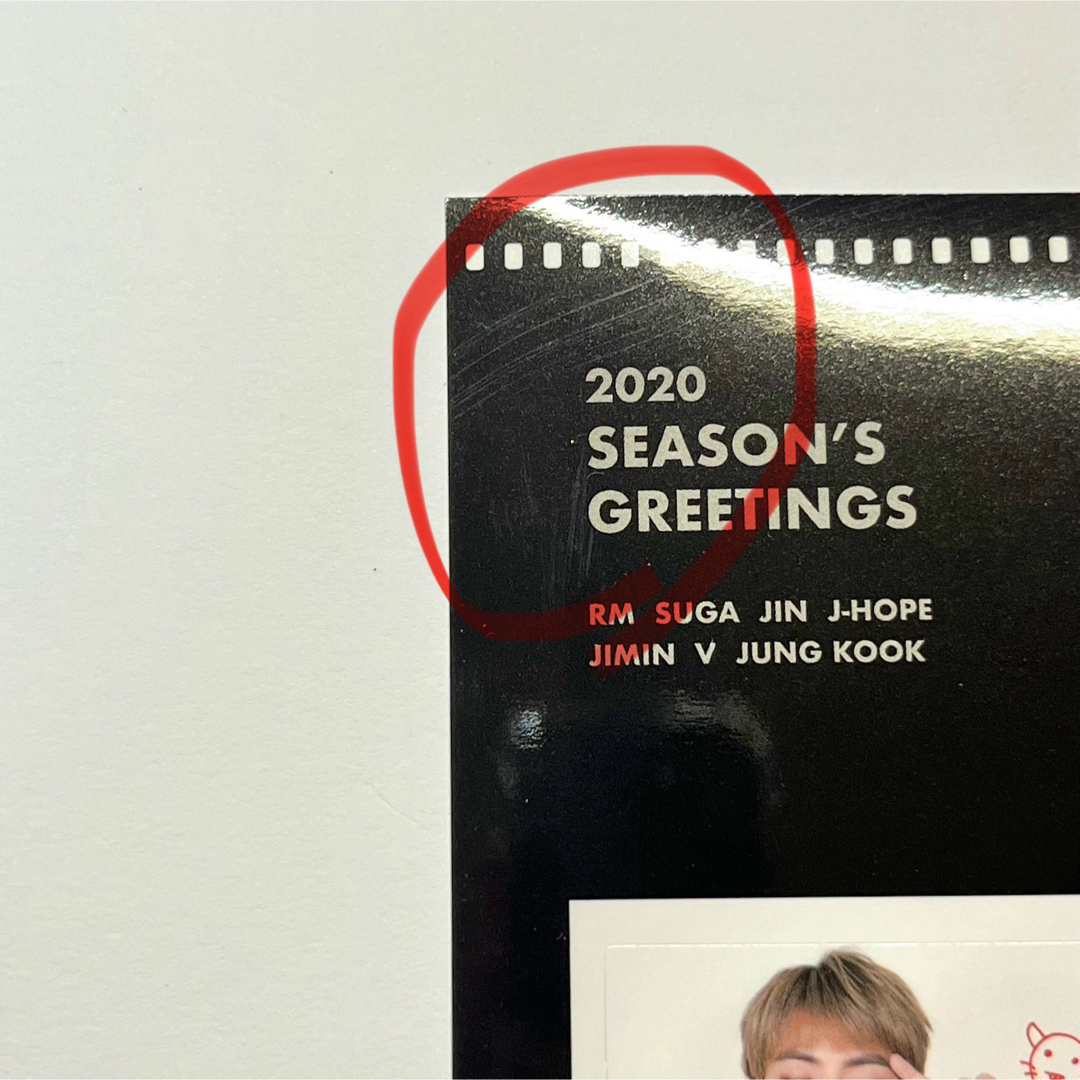 2020
SEASON'S
GREETINGS
RM SUGA JIN J-HOPE
JIMIN V JUNG KOOK